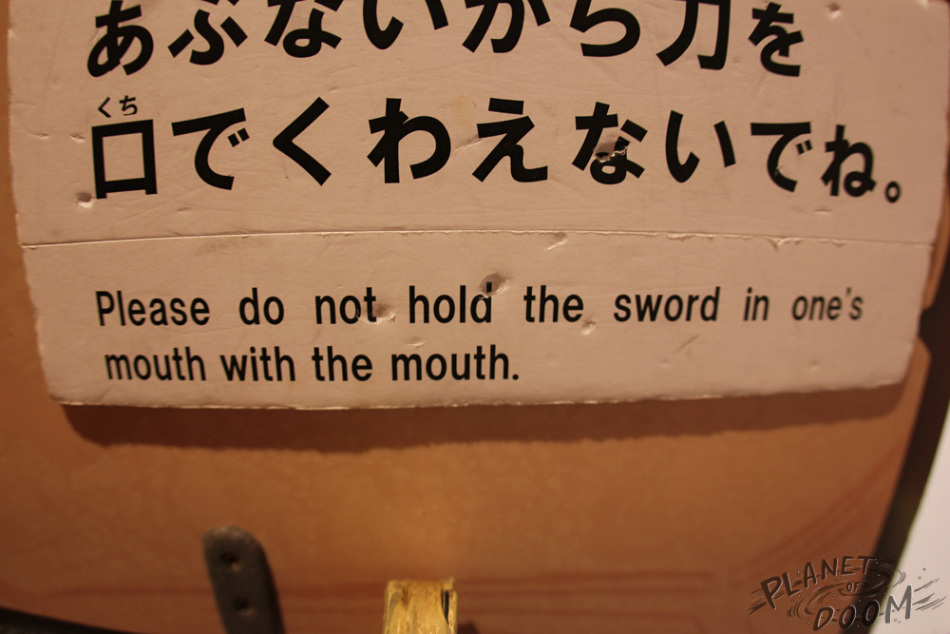 あぶないから刀を
くち
口でくわえないでね。
Please do not hold the sword in one's
mouth with the mouth.
PLANETS
OF
DOOM